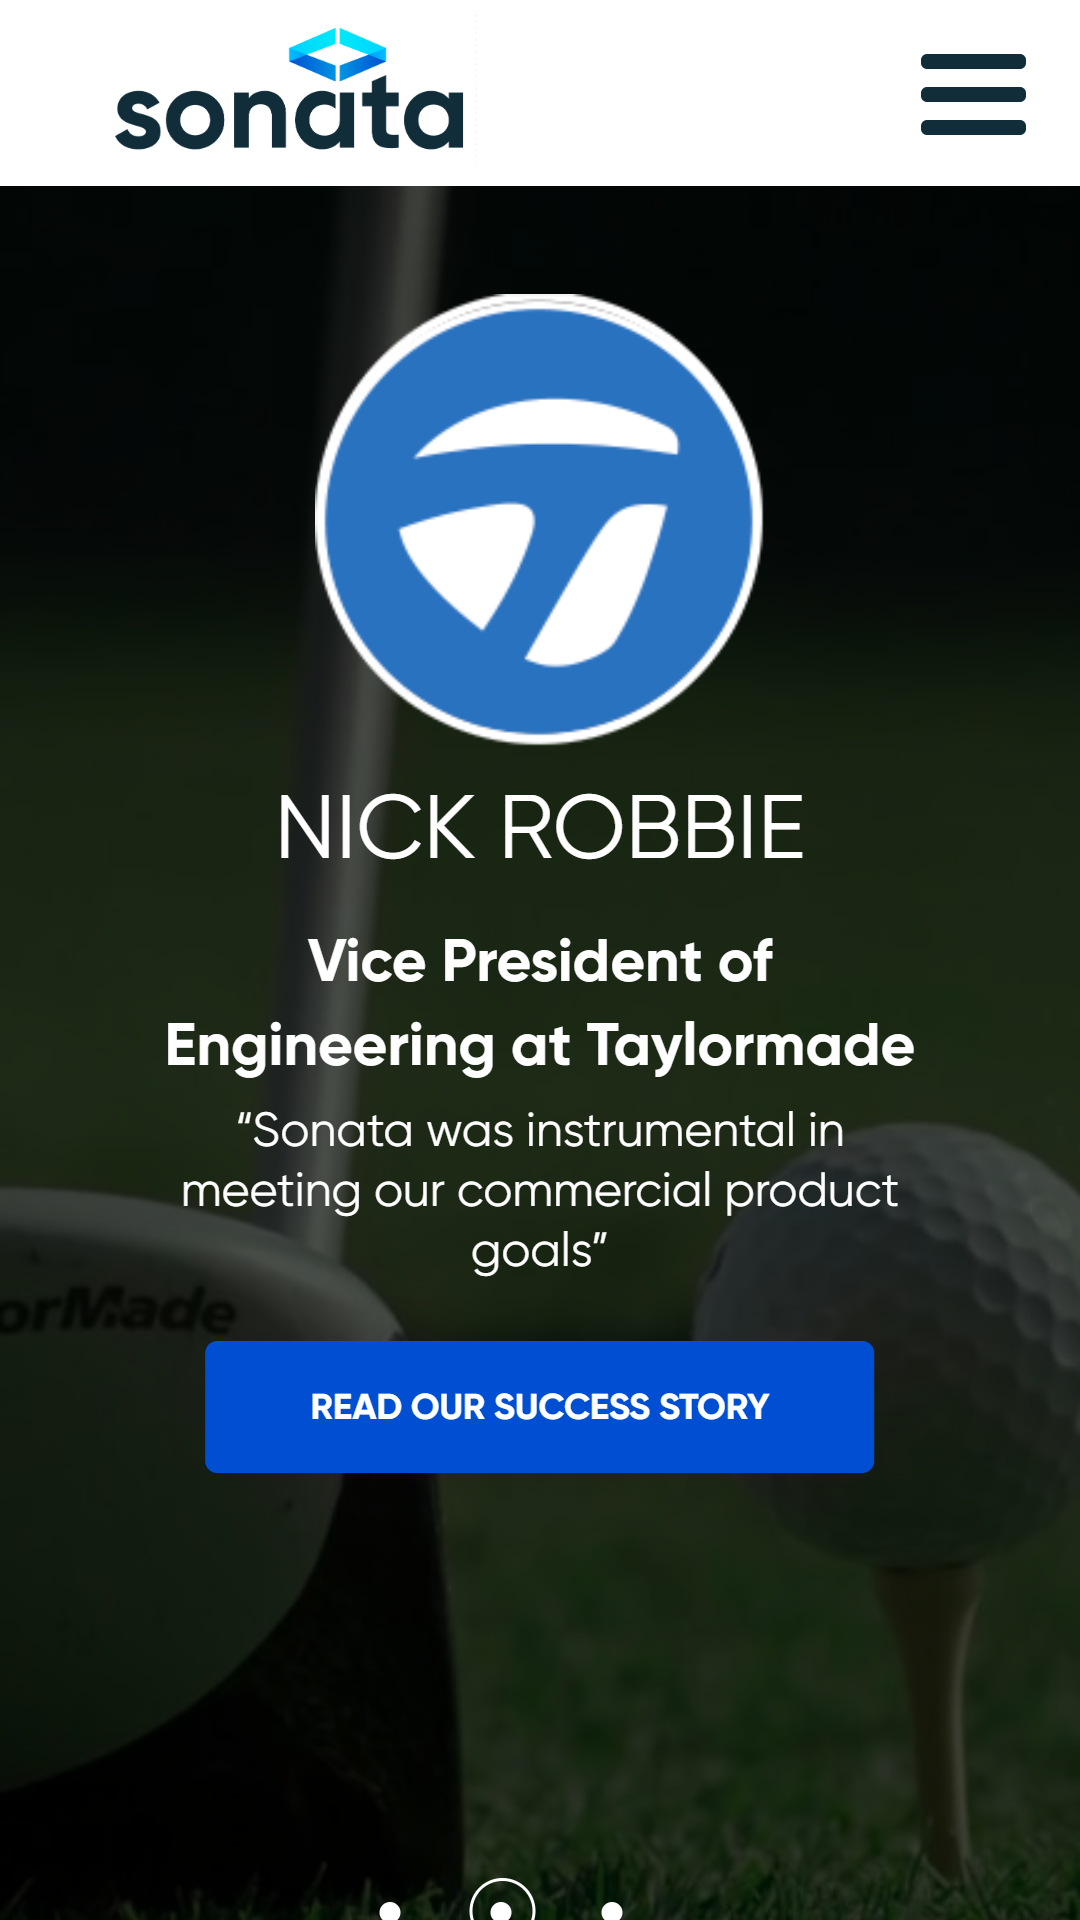 sonata
NICK ROBBIE
Vice President of
Engineering at Taylormade
“Sonata was instrumental in
meeting our commercial product
goals”
orMade
READ OUR SUCCESS STORY